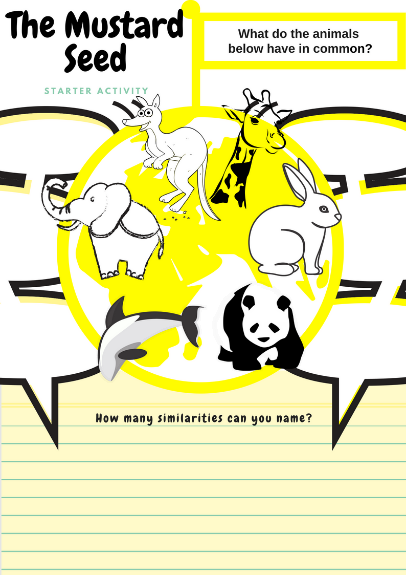 The Mustard
Seed
STARTER ACTIVITY
What do the animals
below have in common?
How many similarities can you name?